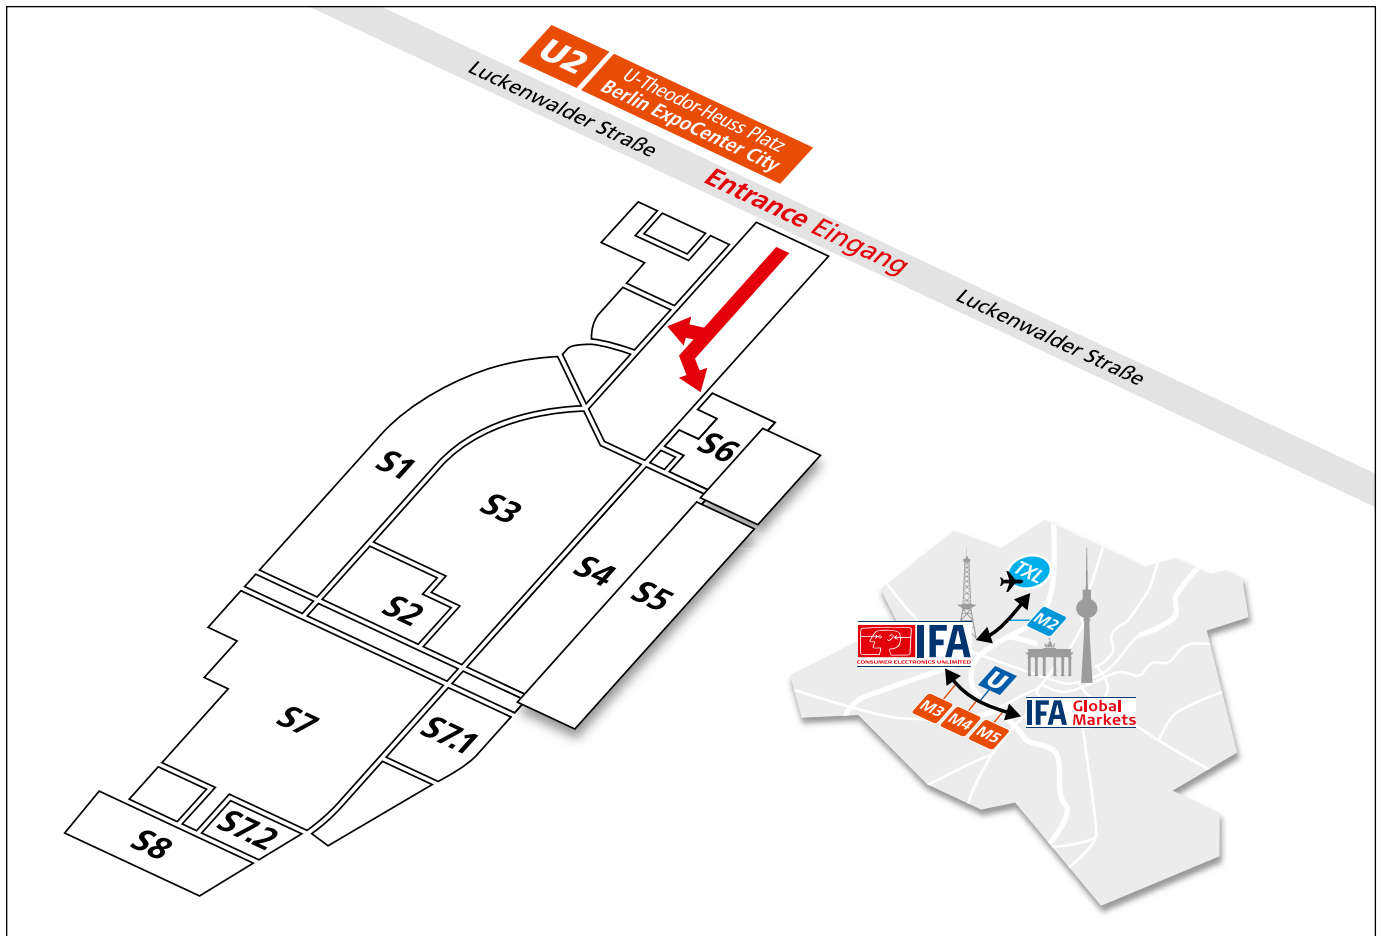 U2
U-Theodor-Heuss Platz
Berlin ExpoCenter City
Luckenwalder Straße
Entrance Eingang
Luckenwalder Straße
S6
S1
S3
S4
S5
S2
S7
S7.1
S7.2
S8
TXL
M2
IFA
CONSUMER ELECTRONICS UNLIMITED
U
M3
M4
M5
IFA Global
Markets